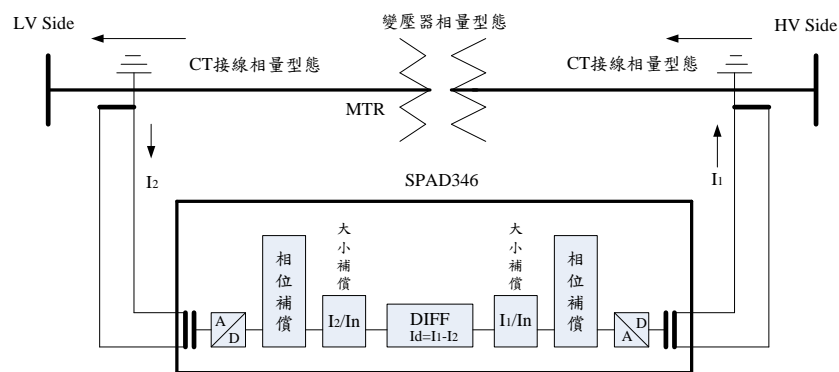 LV Side
變壓器相量型態
HV Side
CT接線相量型態
CT接線相量型態
MTR
I2
I1
SPAD346
大小補償
大小補償
相位補償
相位補償
A/D
I2/In
DIFF
Id=I1-I2
I1/In
D/A